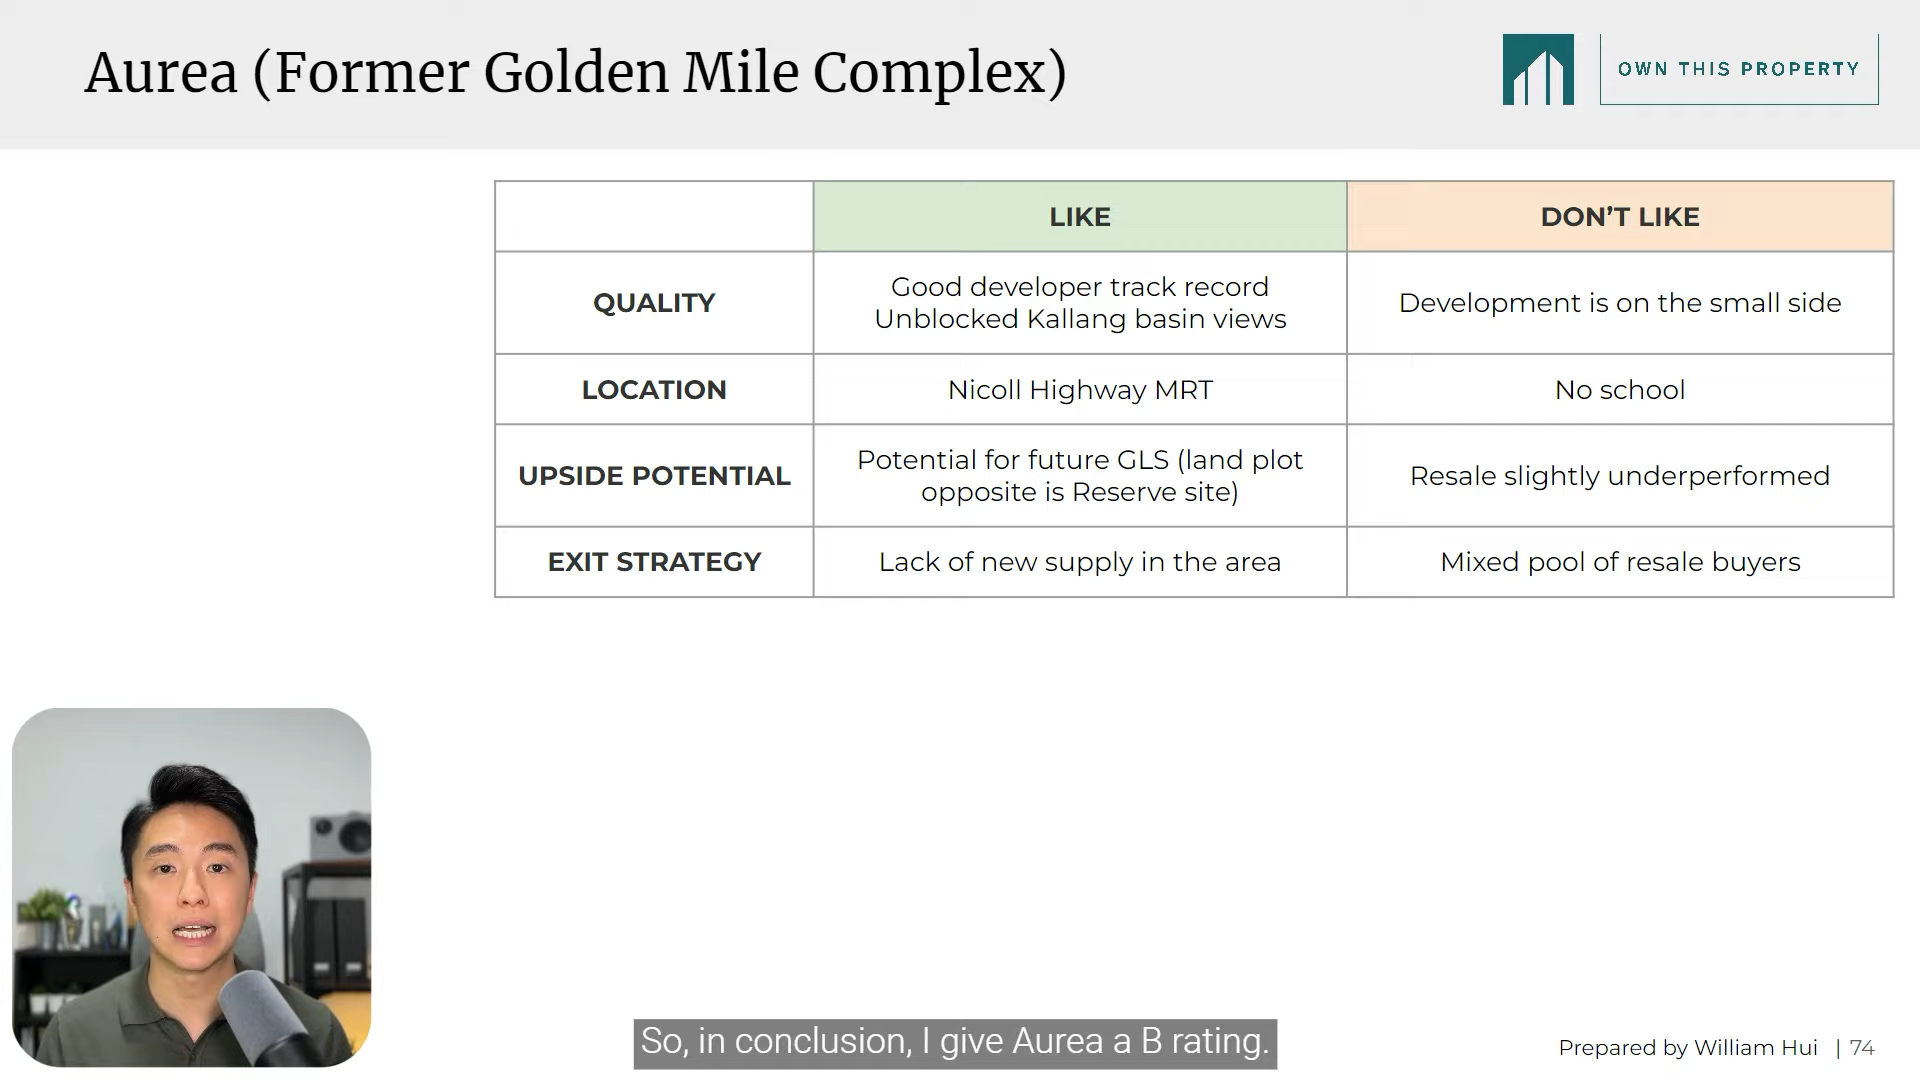 Aurea (Former Golden Mile Complex)
OWN THIS PROPERTY
LIKE
DON’T LIKE
QUALITY
Good developer track record
Unblocked Kallang basin views
Development is on the small side
LOCATION
Nicoll Highway MRT
No school
UPSIDE POTENTIAL
Potential for future GLS (land plot
opposite is Reserve site)
Resale slightly underperformed
EXIT STRATEGY
Lack of new supply in the area
Mixed pool of resale buyers
So, in conclusion, I give Aurea a B rating.
Prepared by William Hui | 74